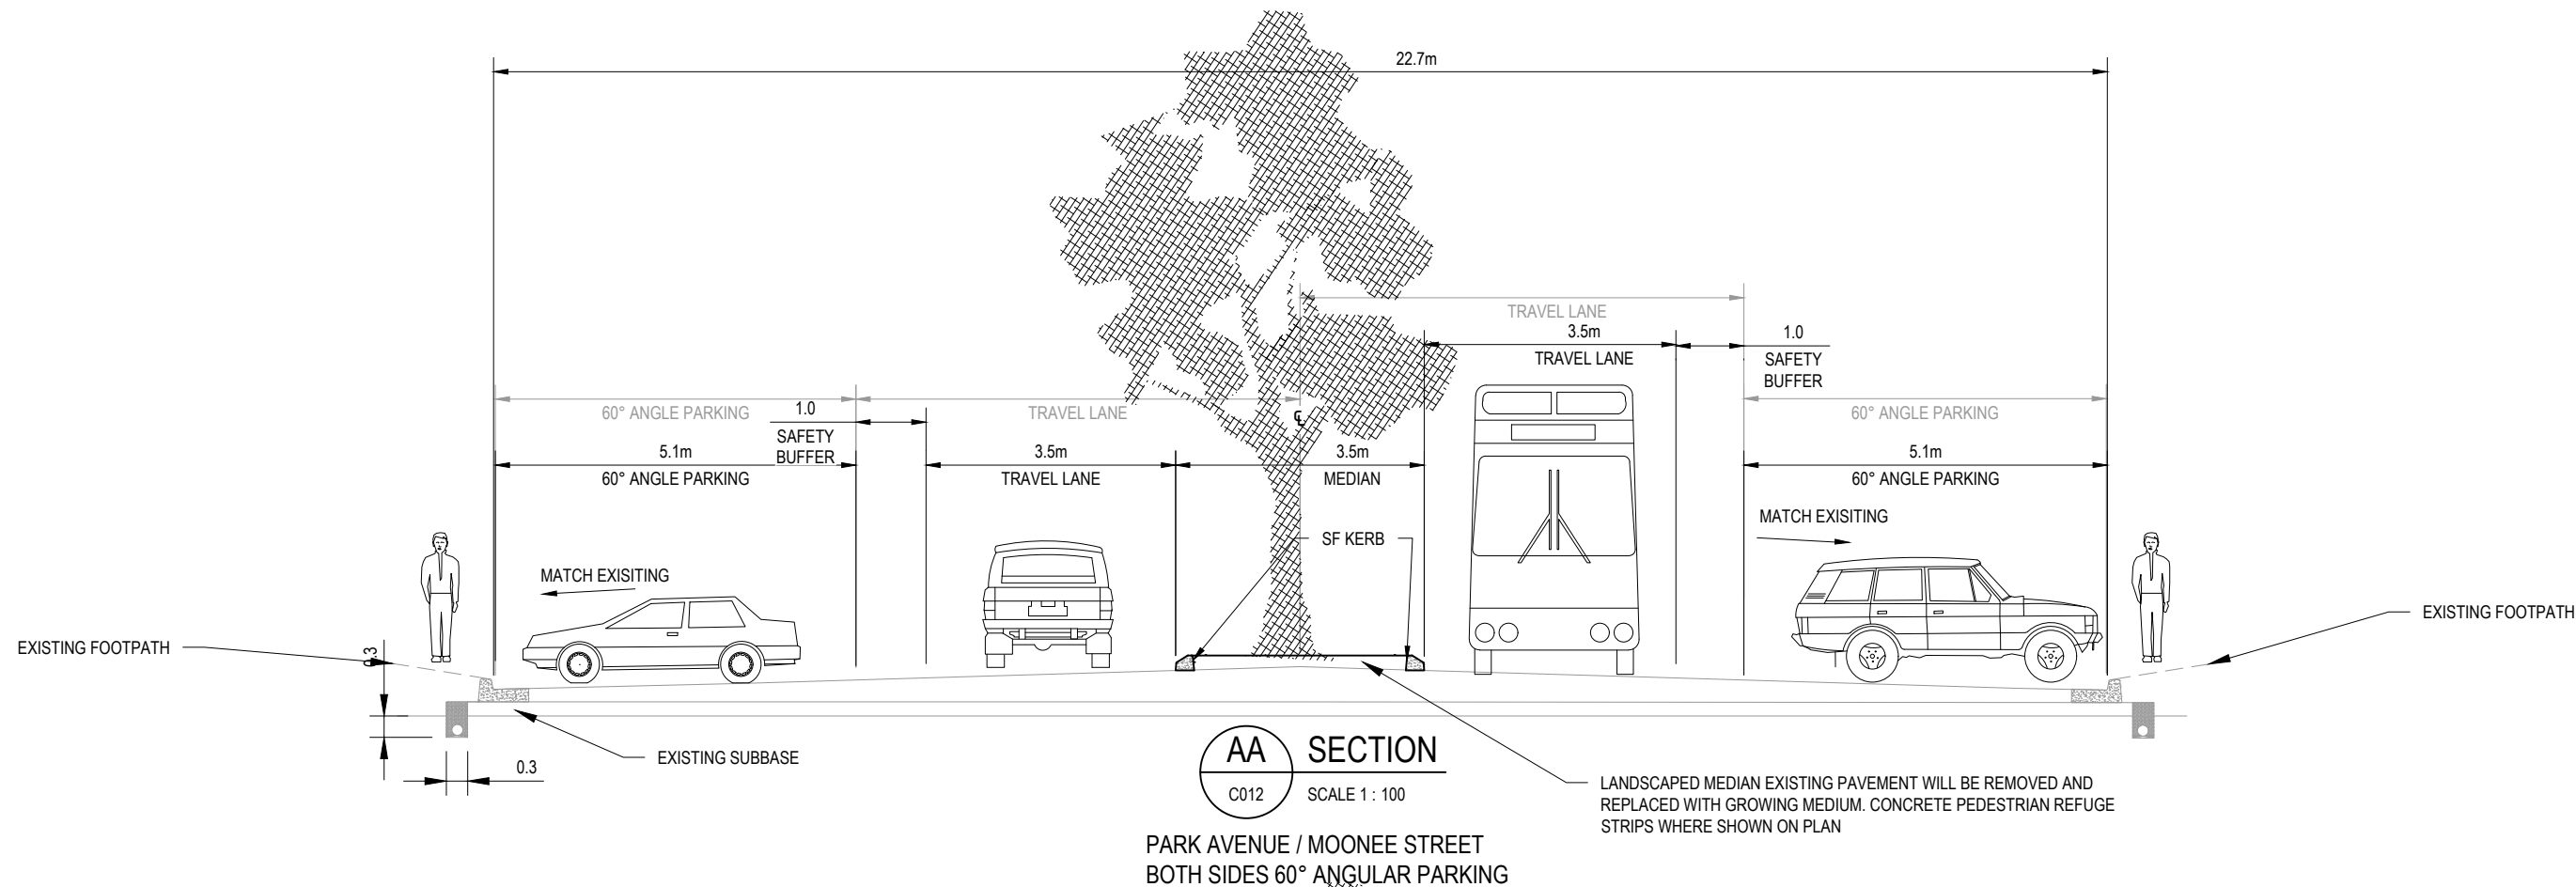 22.7m
TRAVEL LANE
3.5m
TRAVEL LANE
1.0
SAFETY
BUFFER
60° ANGLE PARKING
1.0
SAFETY
BUFFER
TRAVEL LANE
60° ANGLE PARKING
5.1m
60° ANGLE PARKING
3.5m
TRAVEL LANE
3.5m
MEDIAN
5.1m
60° ANGLE PARKING
MATCH EXISITING
SF KERB
MATCH EXISITING
EXISTING FOOTPATH
EXISTING FOOTPATH
0.3
EXISTING SUBBASE
AA SECTION
C012 SCALE 1 : 100
LANDSCAPED MEDIAN EXISTING PAVEMENT WILL BE REMOVED AND
REPLACED WITH GROWING MEDIUM. CONCRETE PEDESTRIAN REFUGE
STRIPS WHERE SHOWN ON PLAN
PARK AVENUE / MOONEE STREET
BOTH SIDES 60° ANGULAR PARKING